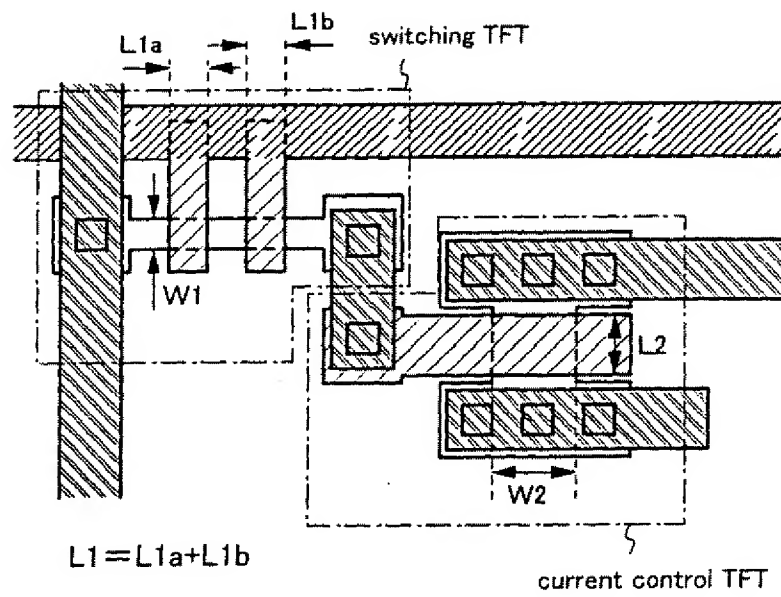 L1a
L1b
switching TFT
W1
L2
W2
L1=L1a+L1b
current control TFT